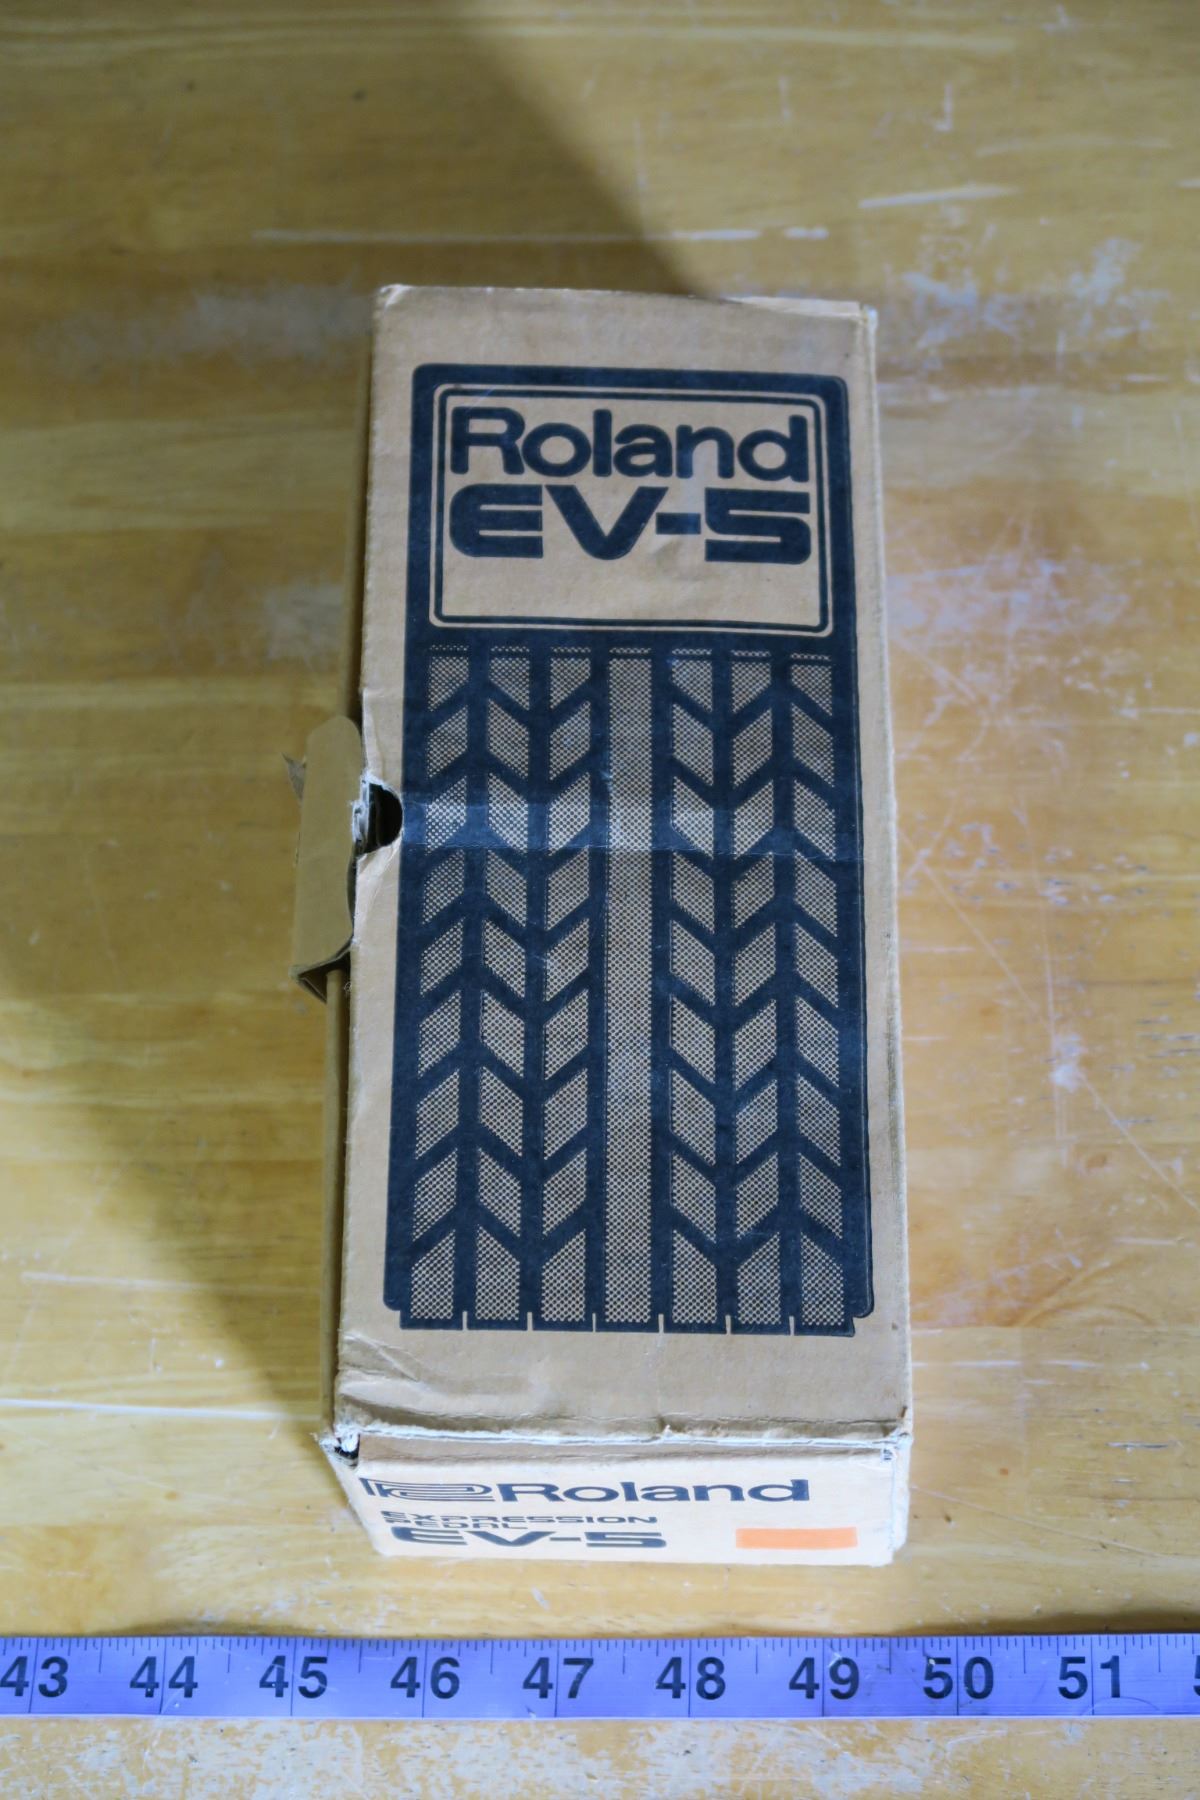 Roland
EV-5
Roland
EXPRESSION
PEDAL
EV-5
43 44 45 46 47 48 49 50 51